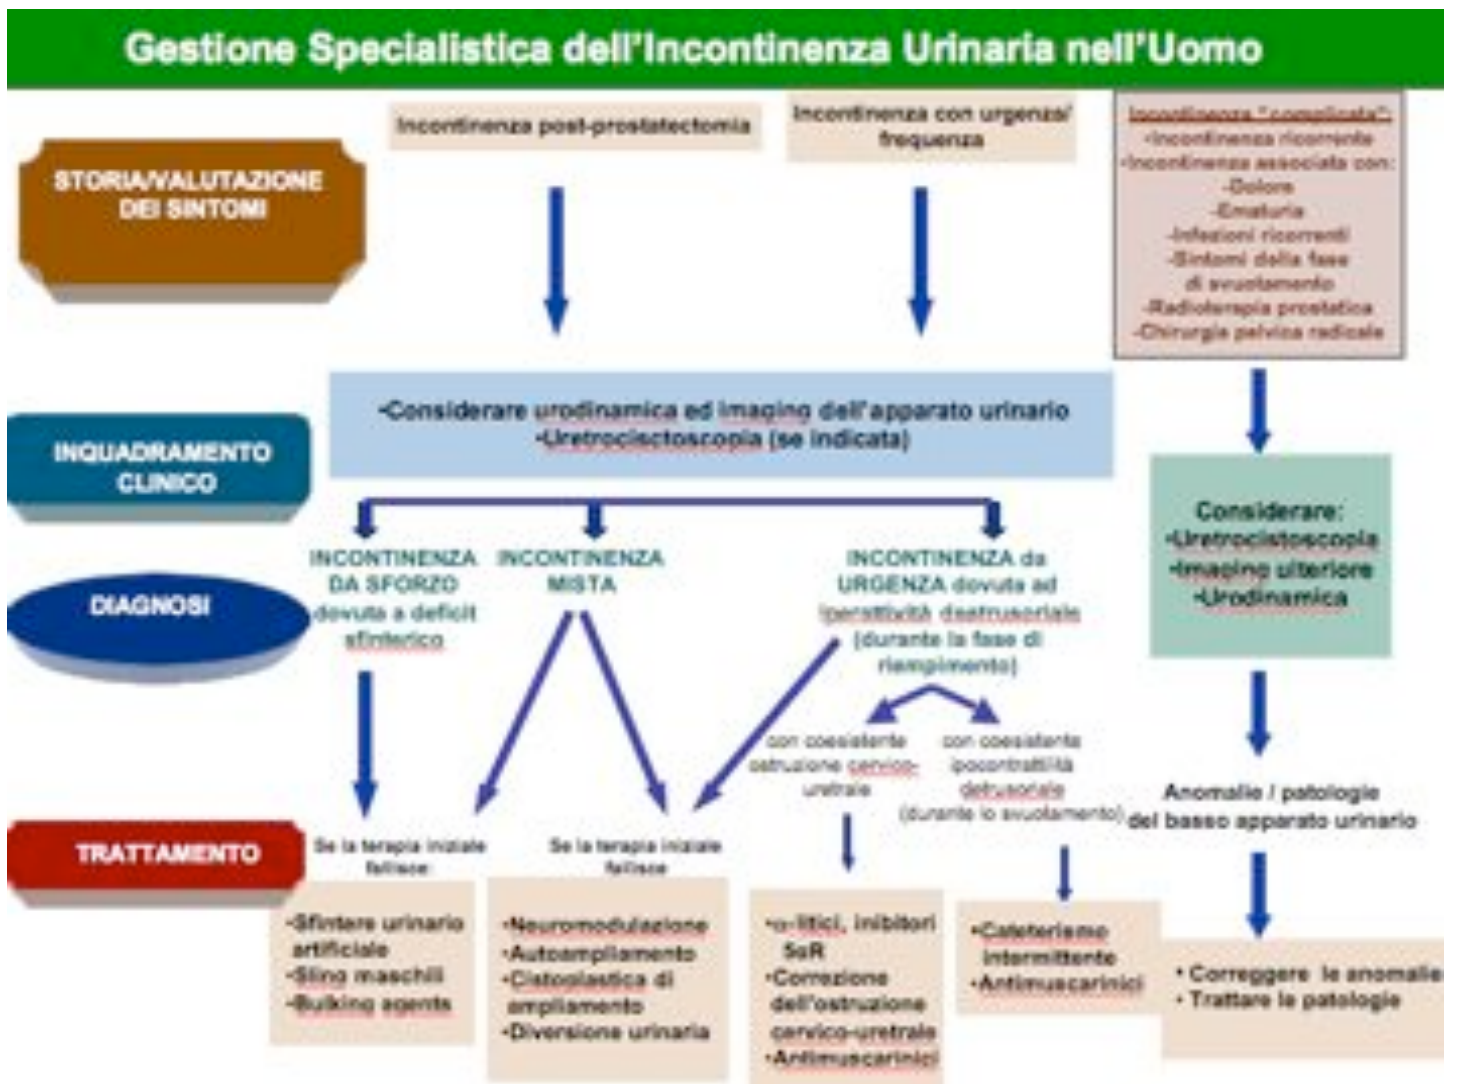 Gestione Specialistica dell'Incontinenza Urinaria nell'Uomo
STORIA/VALUTAZIONE
DEI SINTOMI
Incontinenza post-prostatectomia
Incontinenza con urgenza/
frequenza
Incontinenza "complicata":
•Incontinenza ricorrente
•Incontinenza associata con:
-Dolore
-Ematuria
-Infezioni ricorrenti
-Sintomi della fase
di svuotamento
-Radioterapia prostatica
-Chirurgia pelvica radicale
INQUADRAMENTO
CLINICO
•Considerare urodinamica ed imaging dell'apparato urinario
•Uretrocisctoscopia (se indicata)
Considerare:
•Uretrocistoscopia
•Imaging ulteriore
•Urodinamica
DIAGNOSI
INCONTINENZA
DA SFORZO
dovuta a deficit
sfinterico
INCONTINENZA
MISTA
INCONTINENZA da
URGENZA dovuta ad
iperattività deetrusoriale
(durante la fase di
riempimento)
con coesistente
ostruzione cervico-
uretrale
con coesistente
ipocontrattilità
detrusoriale
(durante lo svuotamento)
Anomalie / patologie
del basso apparato urinario
TRATTAMENTO
Se la terapia iniziale
fallisce:
•Sfintere urinario
artificiale
•Sling maschili
•Bulking agents
Se la terapia iniziale
fallisce
•Neuromodulazione
•Autoampliamento
•Cistoplastica di
ampliamento
•Diversione urinaria
•α-litici, inibitori
5αR
•Correzione
dell'ostruzione
cervico-uretrale
•Antimuscarinici
•Cateterismo
intermittente
•Antimuscarinici
• Correggere le anomalie
• Trattare le patologie